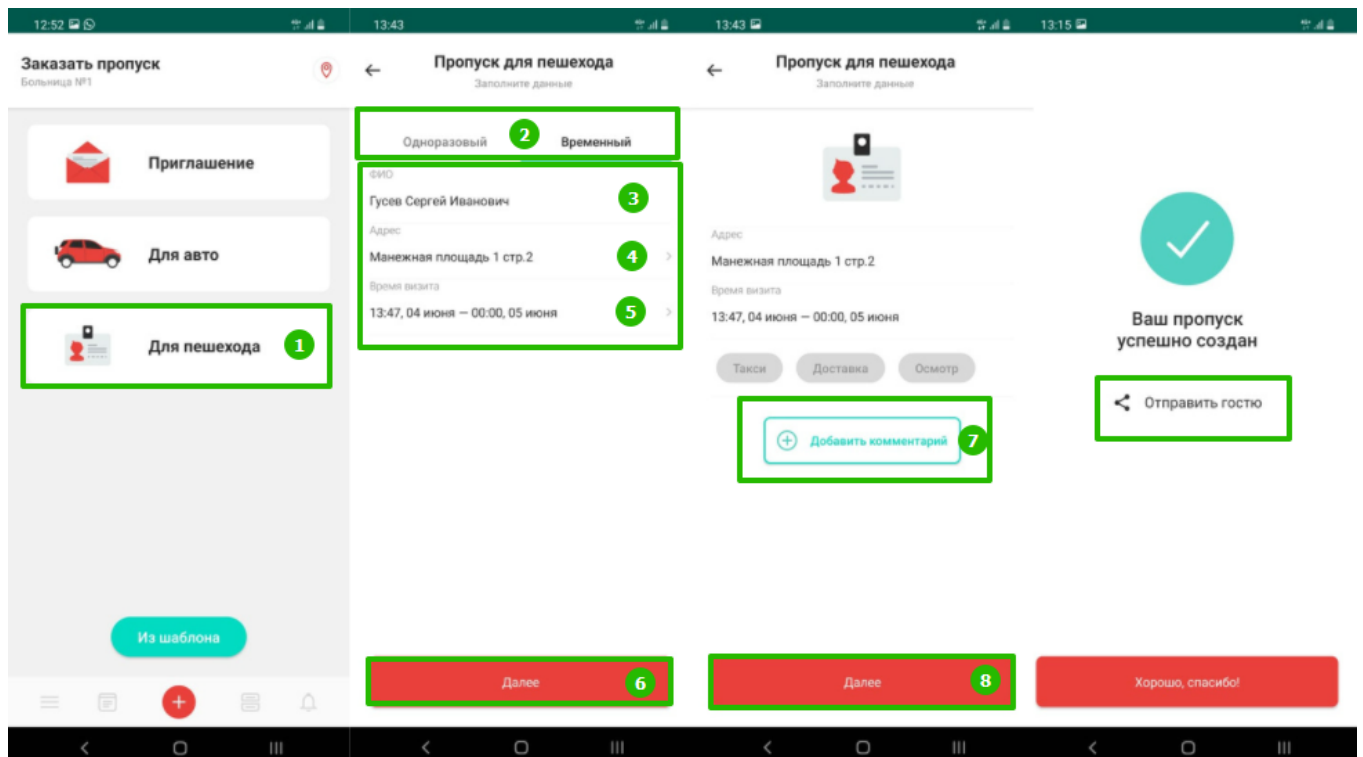 12:52
Заказать пропуск
Больница №1
Приглашение
Для авто
Для пешехода
1
Из шаблона
13:43
Пропуск для пешехода
Заполните данные
Одноразовый
2
Временный
ФИО
Гусев Сергей Иванович
3
Адрес
Манежная площадь 1 стр.2
4
Время визита
13:47, 04 июня — 00:00, 05 июня
5
Далее
6
13:43
Пропуск для пешехода
Заполните данные
Адрес
Манежная площадь 1 стр.2
Время визита
13:47, 04 июня — 00:00, 05 июня
Такси
Доставка
Осмотр
Добавить комментарий
7
Далее
8
13:15
Ваш пропуск
успешно создан
Отправить гостю
Хорошо, спасибо!